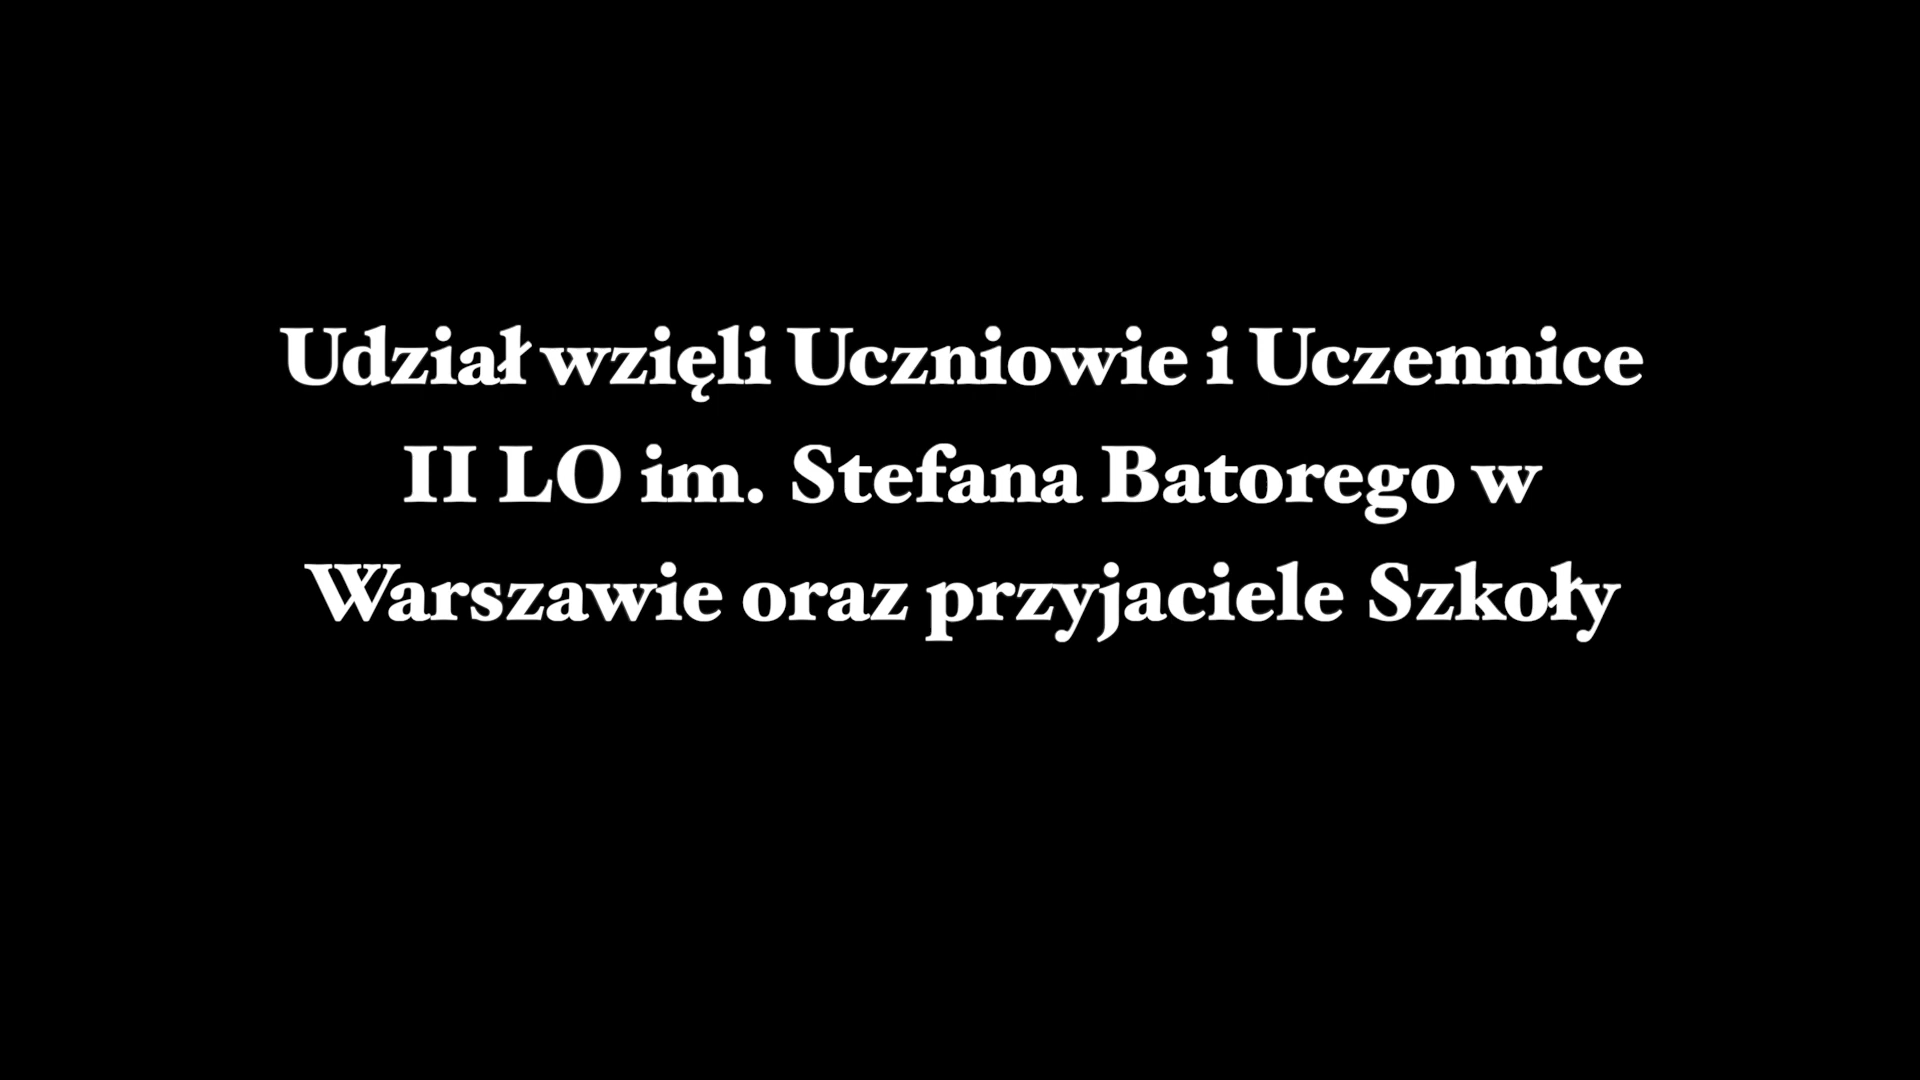 Udział wzięli Uczniowie i Uczennice
II LO im. Stefana Batorego w
Warszawie oraz przyjaciele Szkoły